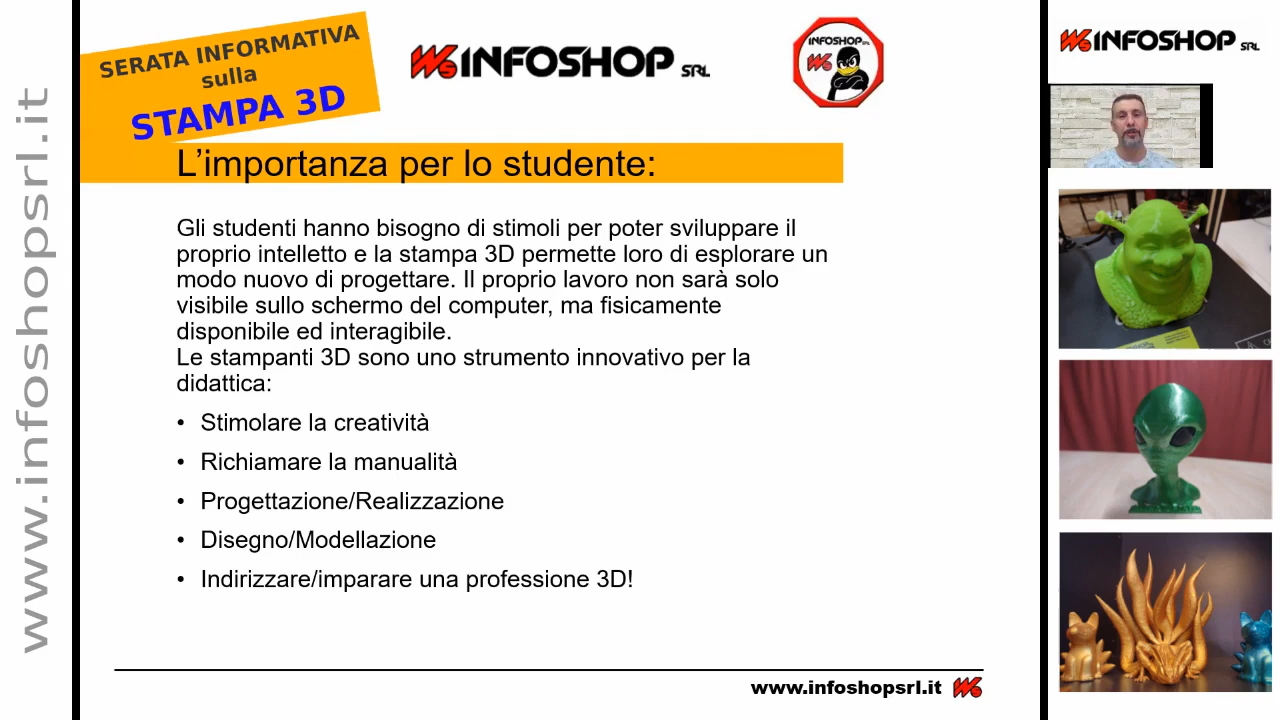 www.infoshopsrl.it
SERATA INFORMATIVA
sulla
STAMPA 3D
INFOSHOP SRL
INFOSHOP SRL
L’importanza per lo studente:
Gli studenti hanno bisogno di stimoli per poter sviluppare il
proprio intelletto e la stampa 3D permette loro di esplorare un
modo nuovo di progettare. Il proprio lavoro non sarà solo
visibile sullo schermo del computer, ma fisicamente
disponibile ed interagibile.
Le stampanti 3D sono uno strumento innovativo per la
didattica:
• Stimolare la creatività
• Richiamare la manualità
• Progettazione/Realizzazione
• Disegno/Modellazione
• Indirizzare/imparare una professione 3D!
www.infoshopsrl.it
INFOSHOP SRL